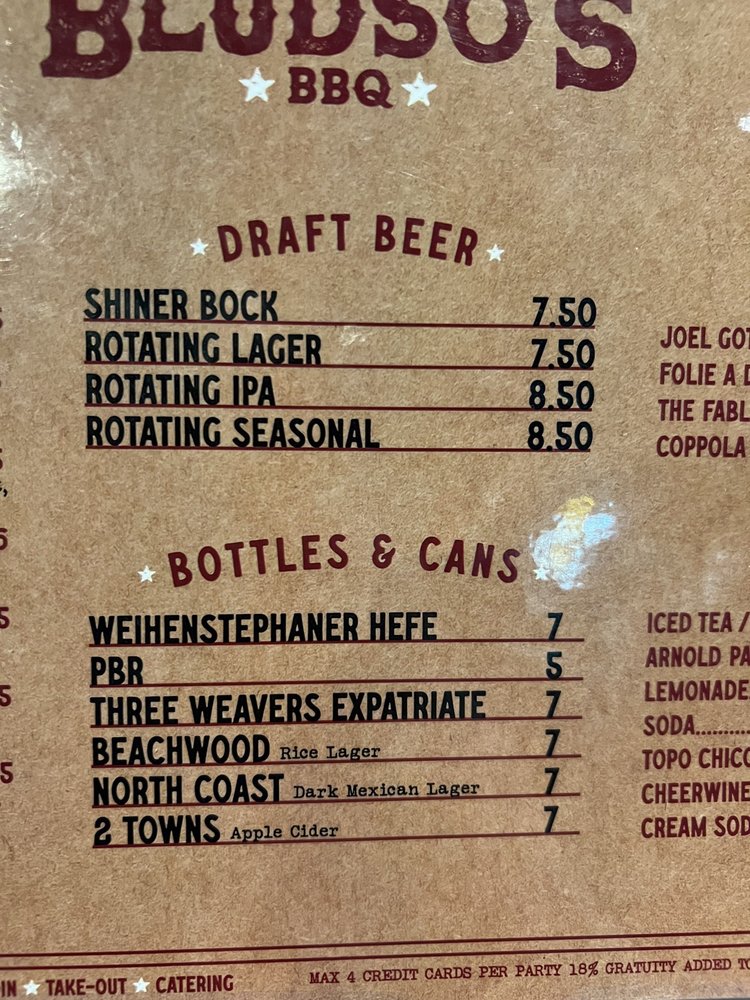 BLUDSO'S
BBQ
DRAFT BEER
SHINER BOCK 7.50
ROTATING LAGER 7.50
ROTATING IPA 8.50
ROTATING SEASONAL 8.50
BOTTLES & CANS
WEIHENSTEPHANER HEFE 7
PBR 5
THREE WEAVERS EXPATRIATE 7
BEACHWOOD Rice Lager 7
NORTH COAST Dark Mexican Lager 7
2 TOWNS Apple Cider 7
JOEL GOT
FOLIE A
THE FABL
COPPOLA
ICED TEA /
ARNOLD PA
LEMONADE
SODA..........
TOPO CHICO
CHEERWINE
CREAM SOD
IN TAKE-OUT CATERING
MAX 4 CREDIT CARDS PER PARTY 18% GRATUITY ADDED TO